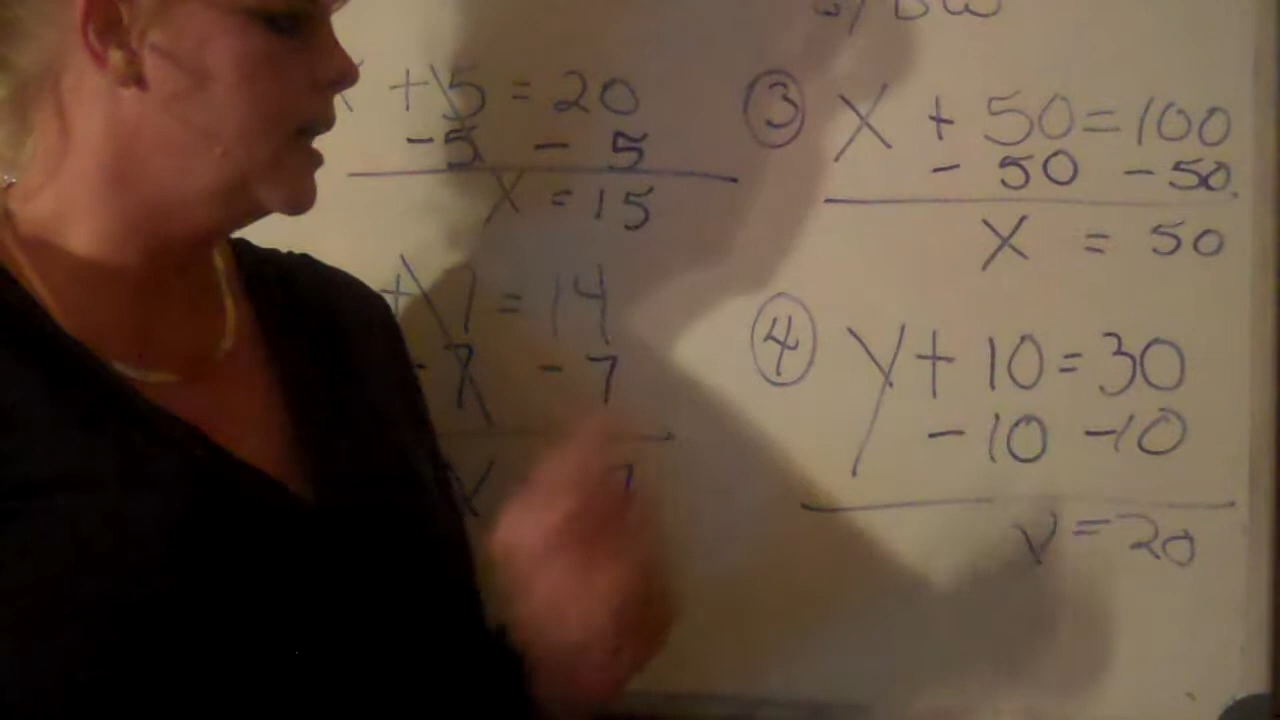 + 5 = 20
-5 - 5
x = 15
+ 7 = 14
- 7 - 7
x 7
③ X + 50 = 100
- 50 - 50
X = 50
④ y + 10 = 30
- 10 - 10
y = 20